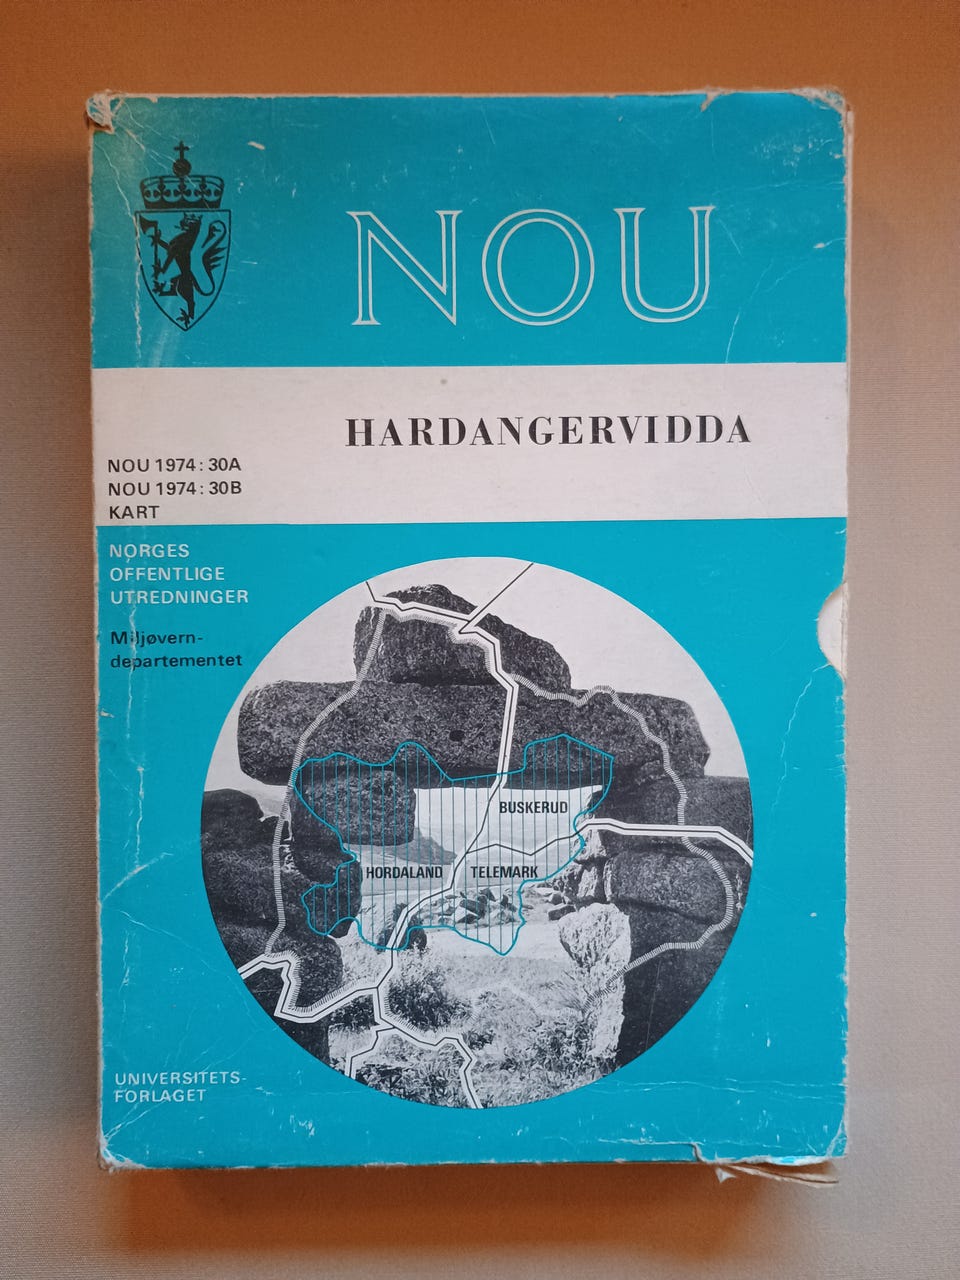 NOU
HARDANGERVIDDA
NOU 1974: 30A
NOU 1974: 30B
KART
NORGES
OFFENTLIGE
UTREDNINGER
Miljøvern-
departementet
BUSKERUD
HORDALAND
TELEMARK
UNIVERSITETS-
FORLAGET